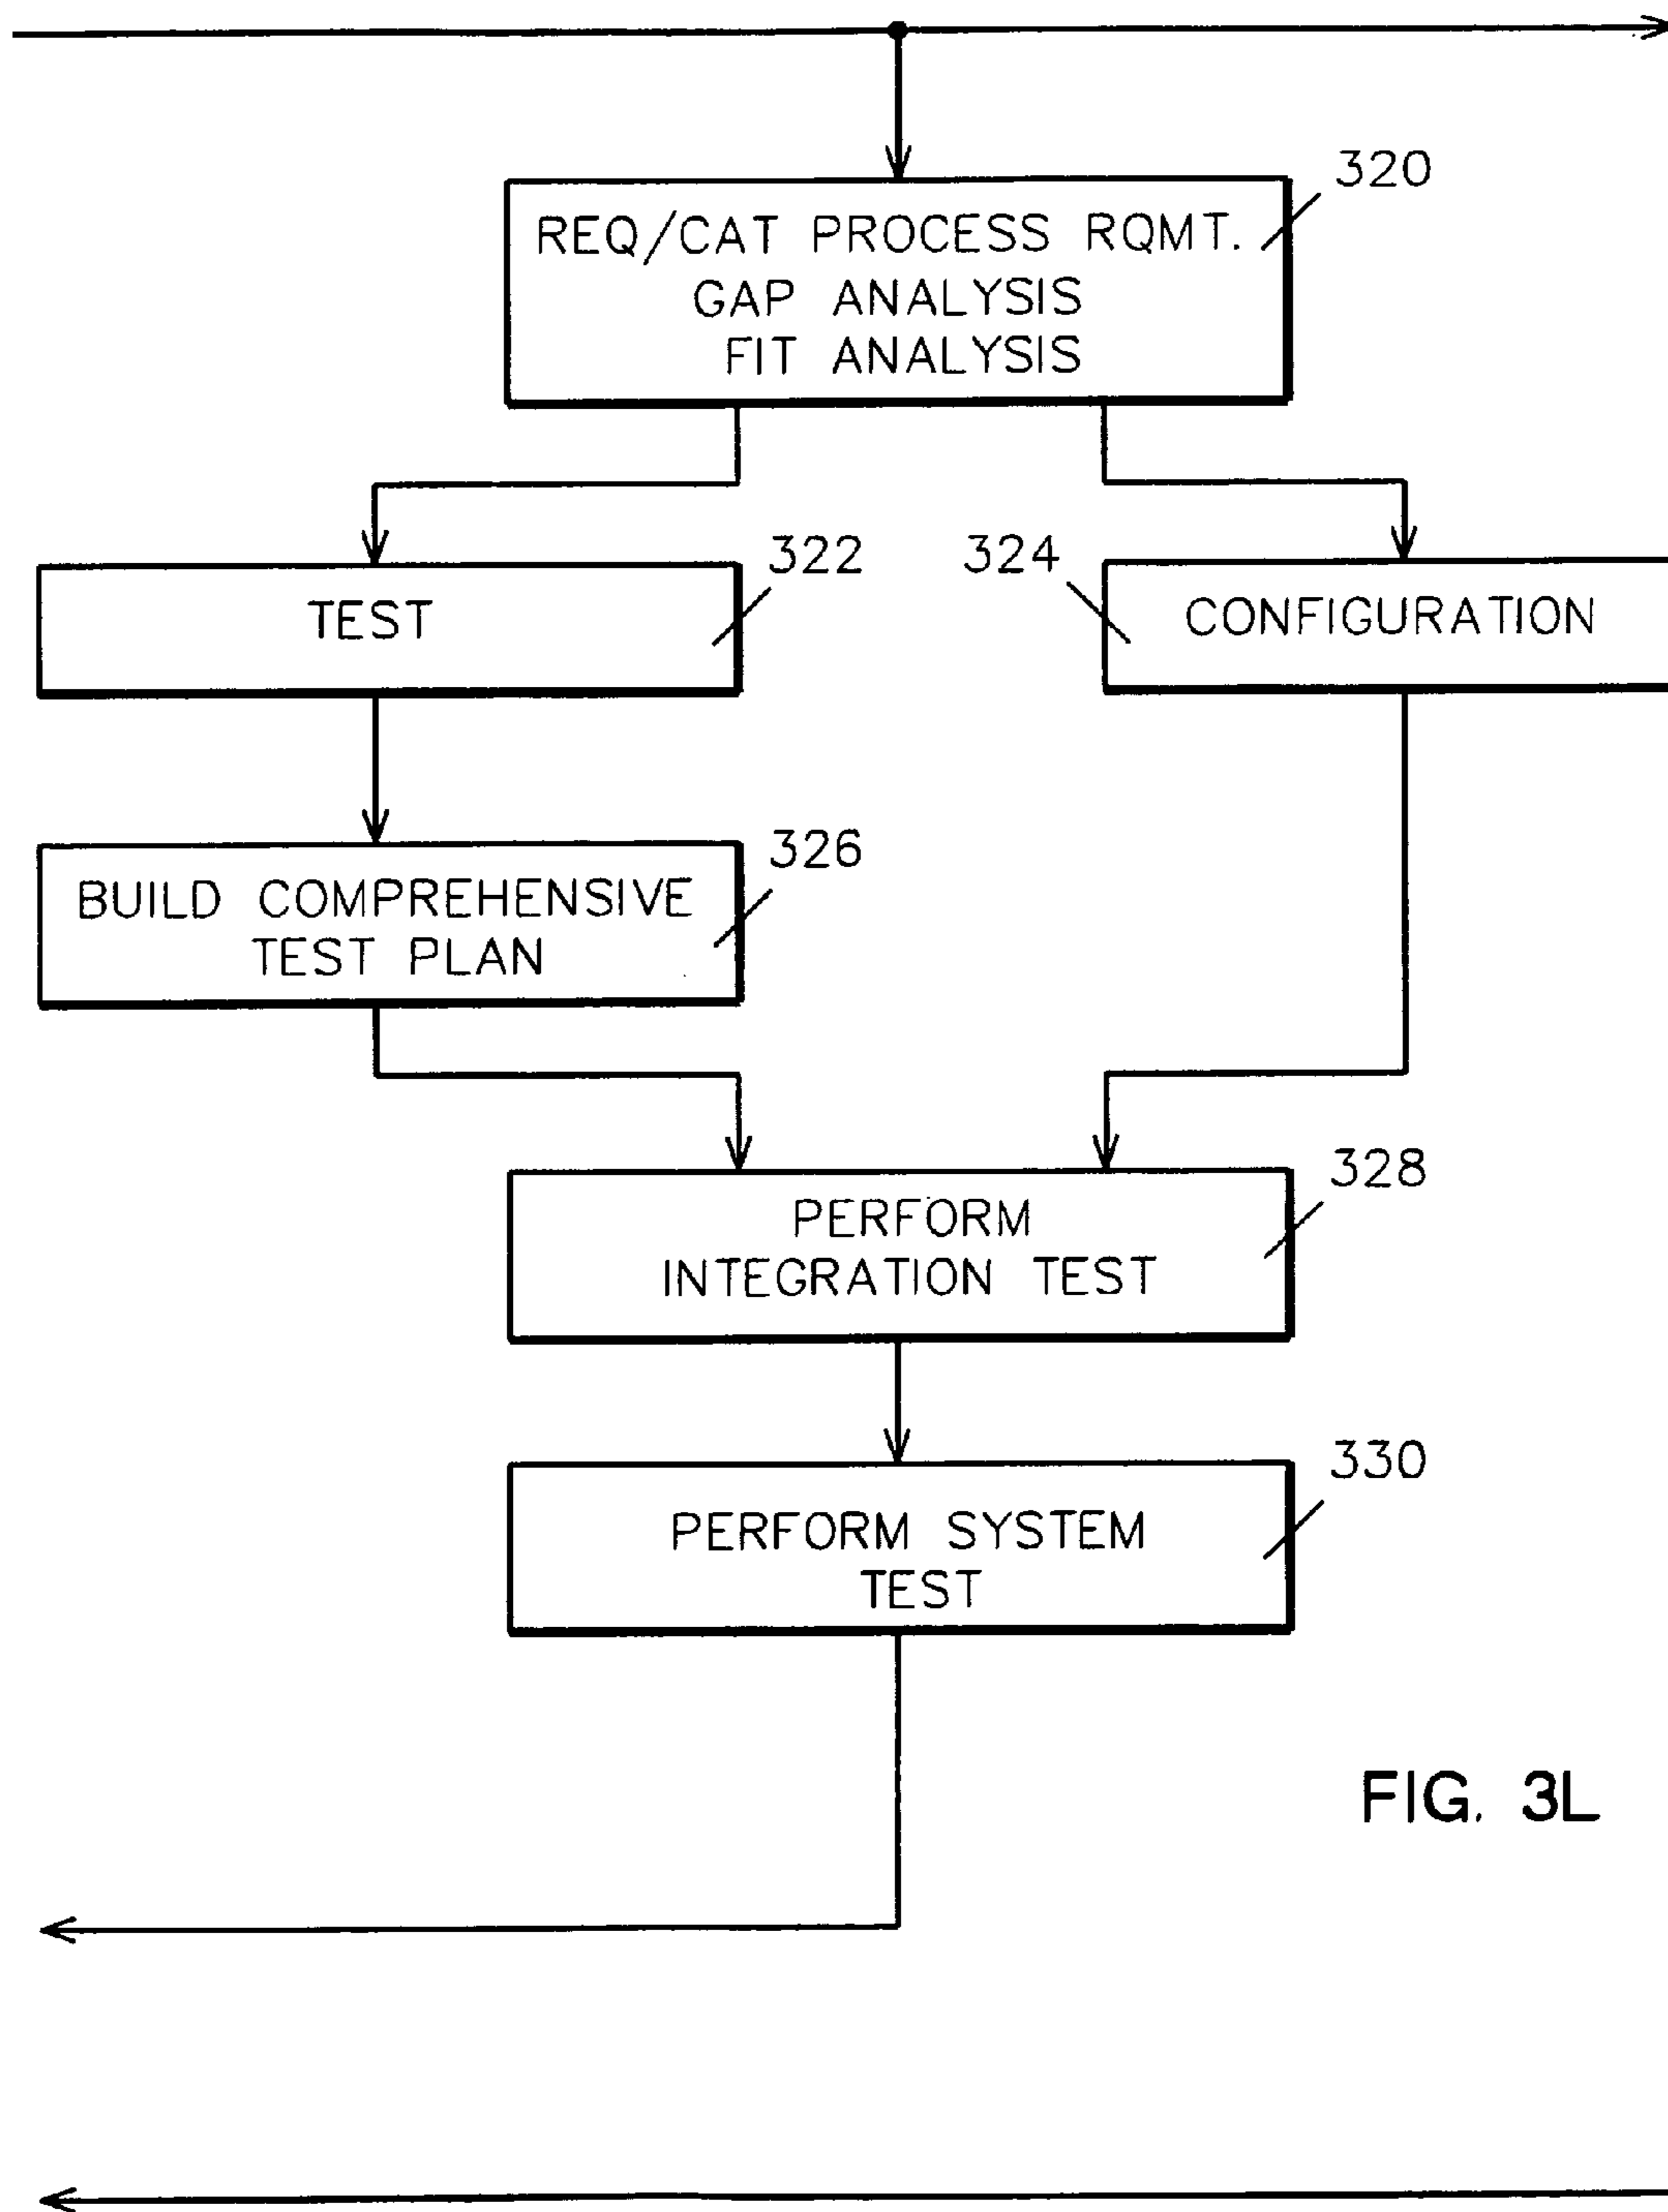 320
REQ/CAT PROCESS RQMT.
GAP ANALYSIS
FIT ANALYSIS
322
TEST
324
CONFIGURATION
326
BUILD COMPREHENSIVE
TEST PLAN
328
PERFORM
INTEGRATION TEST
330
PERFORM SYSTEM
TEST
FIG. 3L